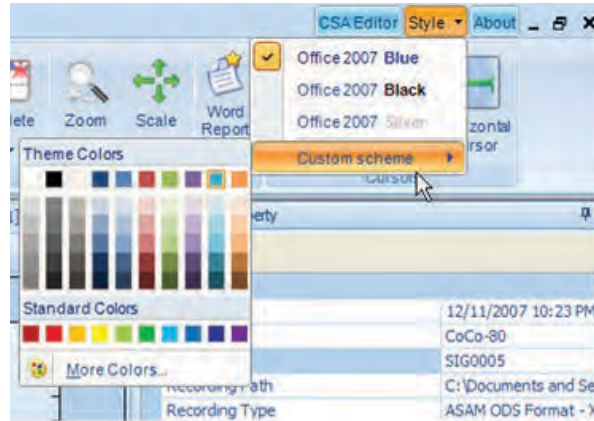 CSA Editor Style About
Office 2007 Blue
Office 2007 Black
Office 2007 Silver
Custom scheme
lete Zoom Scale Word Report
zontal
rsor
Cursor
Theme Colors
Standard Colors
More Colors...
erty
12/11/2007 10:23 PM
CoCo-80
SIG0005
Recording Path C:\Documents and Se
Recording Type ASAM ODS Format - X